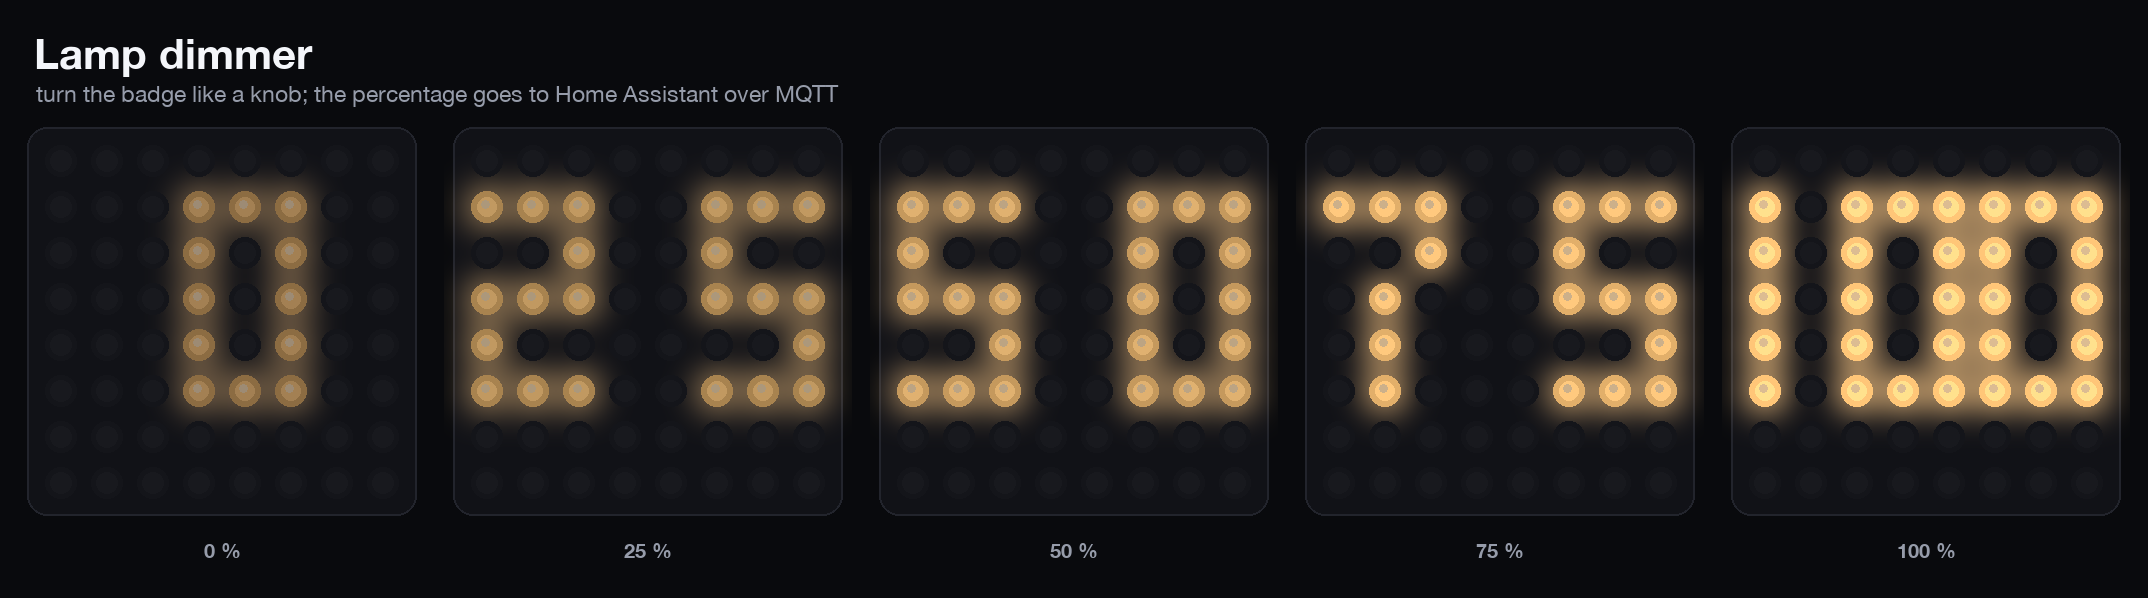 Lamp dimmer
turn the badge like a knob; the percentage goes to Home Assistant over MQTT
0 25 50 75 100
0 % 25 % 50 % 75 % 100 %